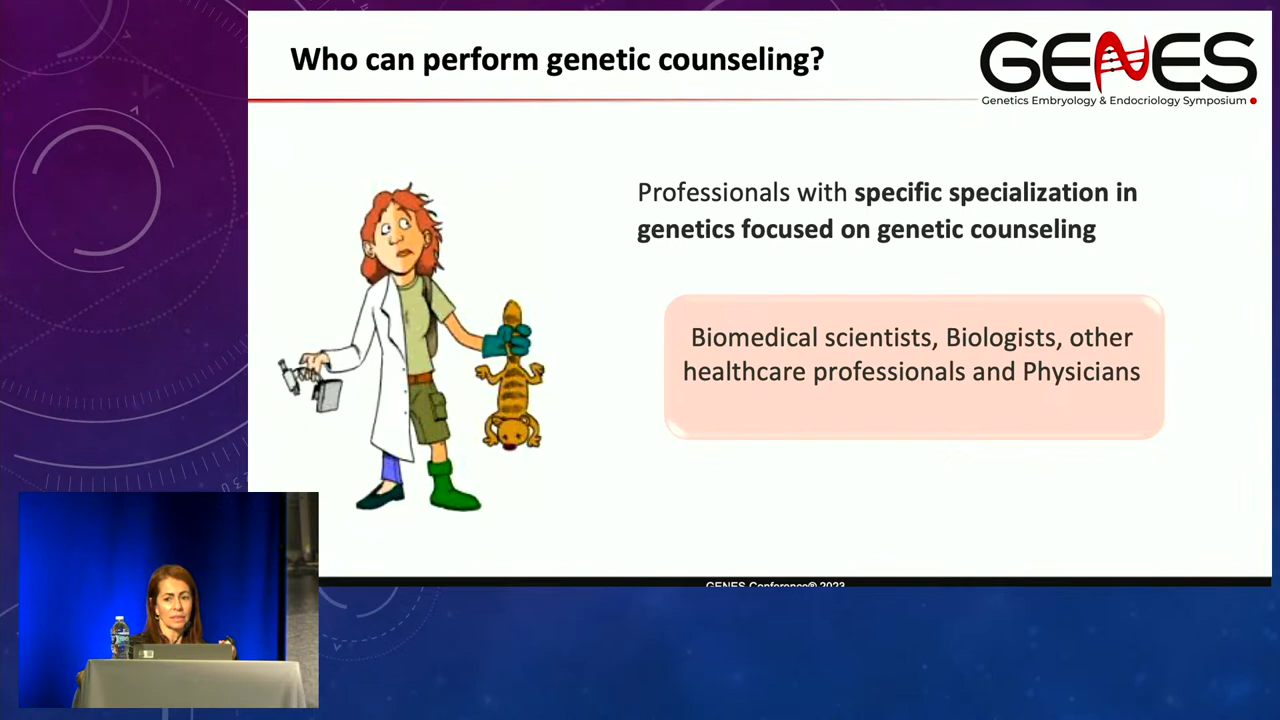 Who can perform genetic counseling?
GENES
Genetics Embryology & Endocriology Symposium
Professionals with specific specialization in
genetics focused on genetic counseling
Biomedical scientists, Biologists, other
healthcare professionals and Physicians
GENES Conference® 2023